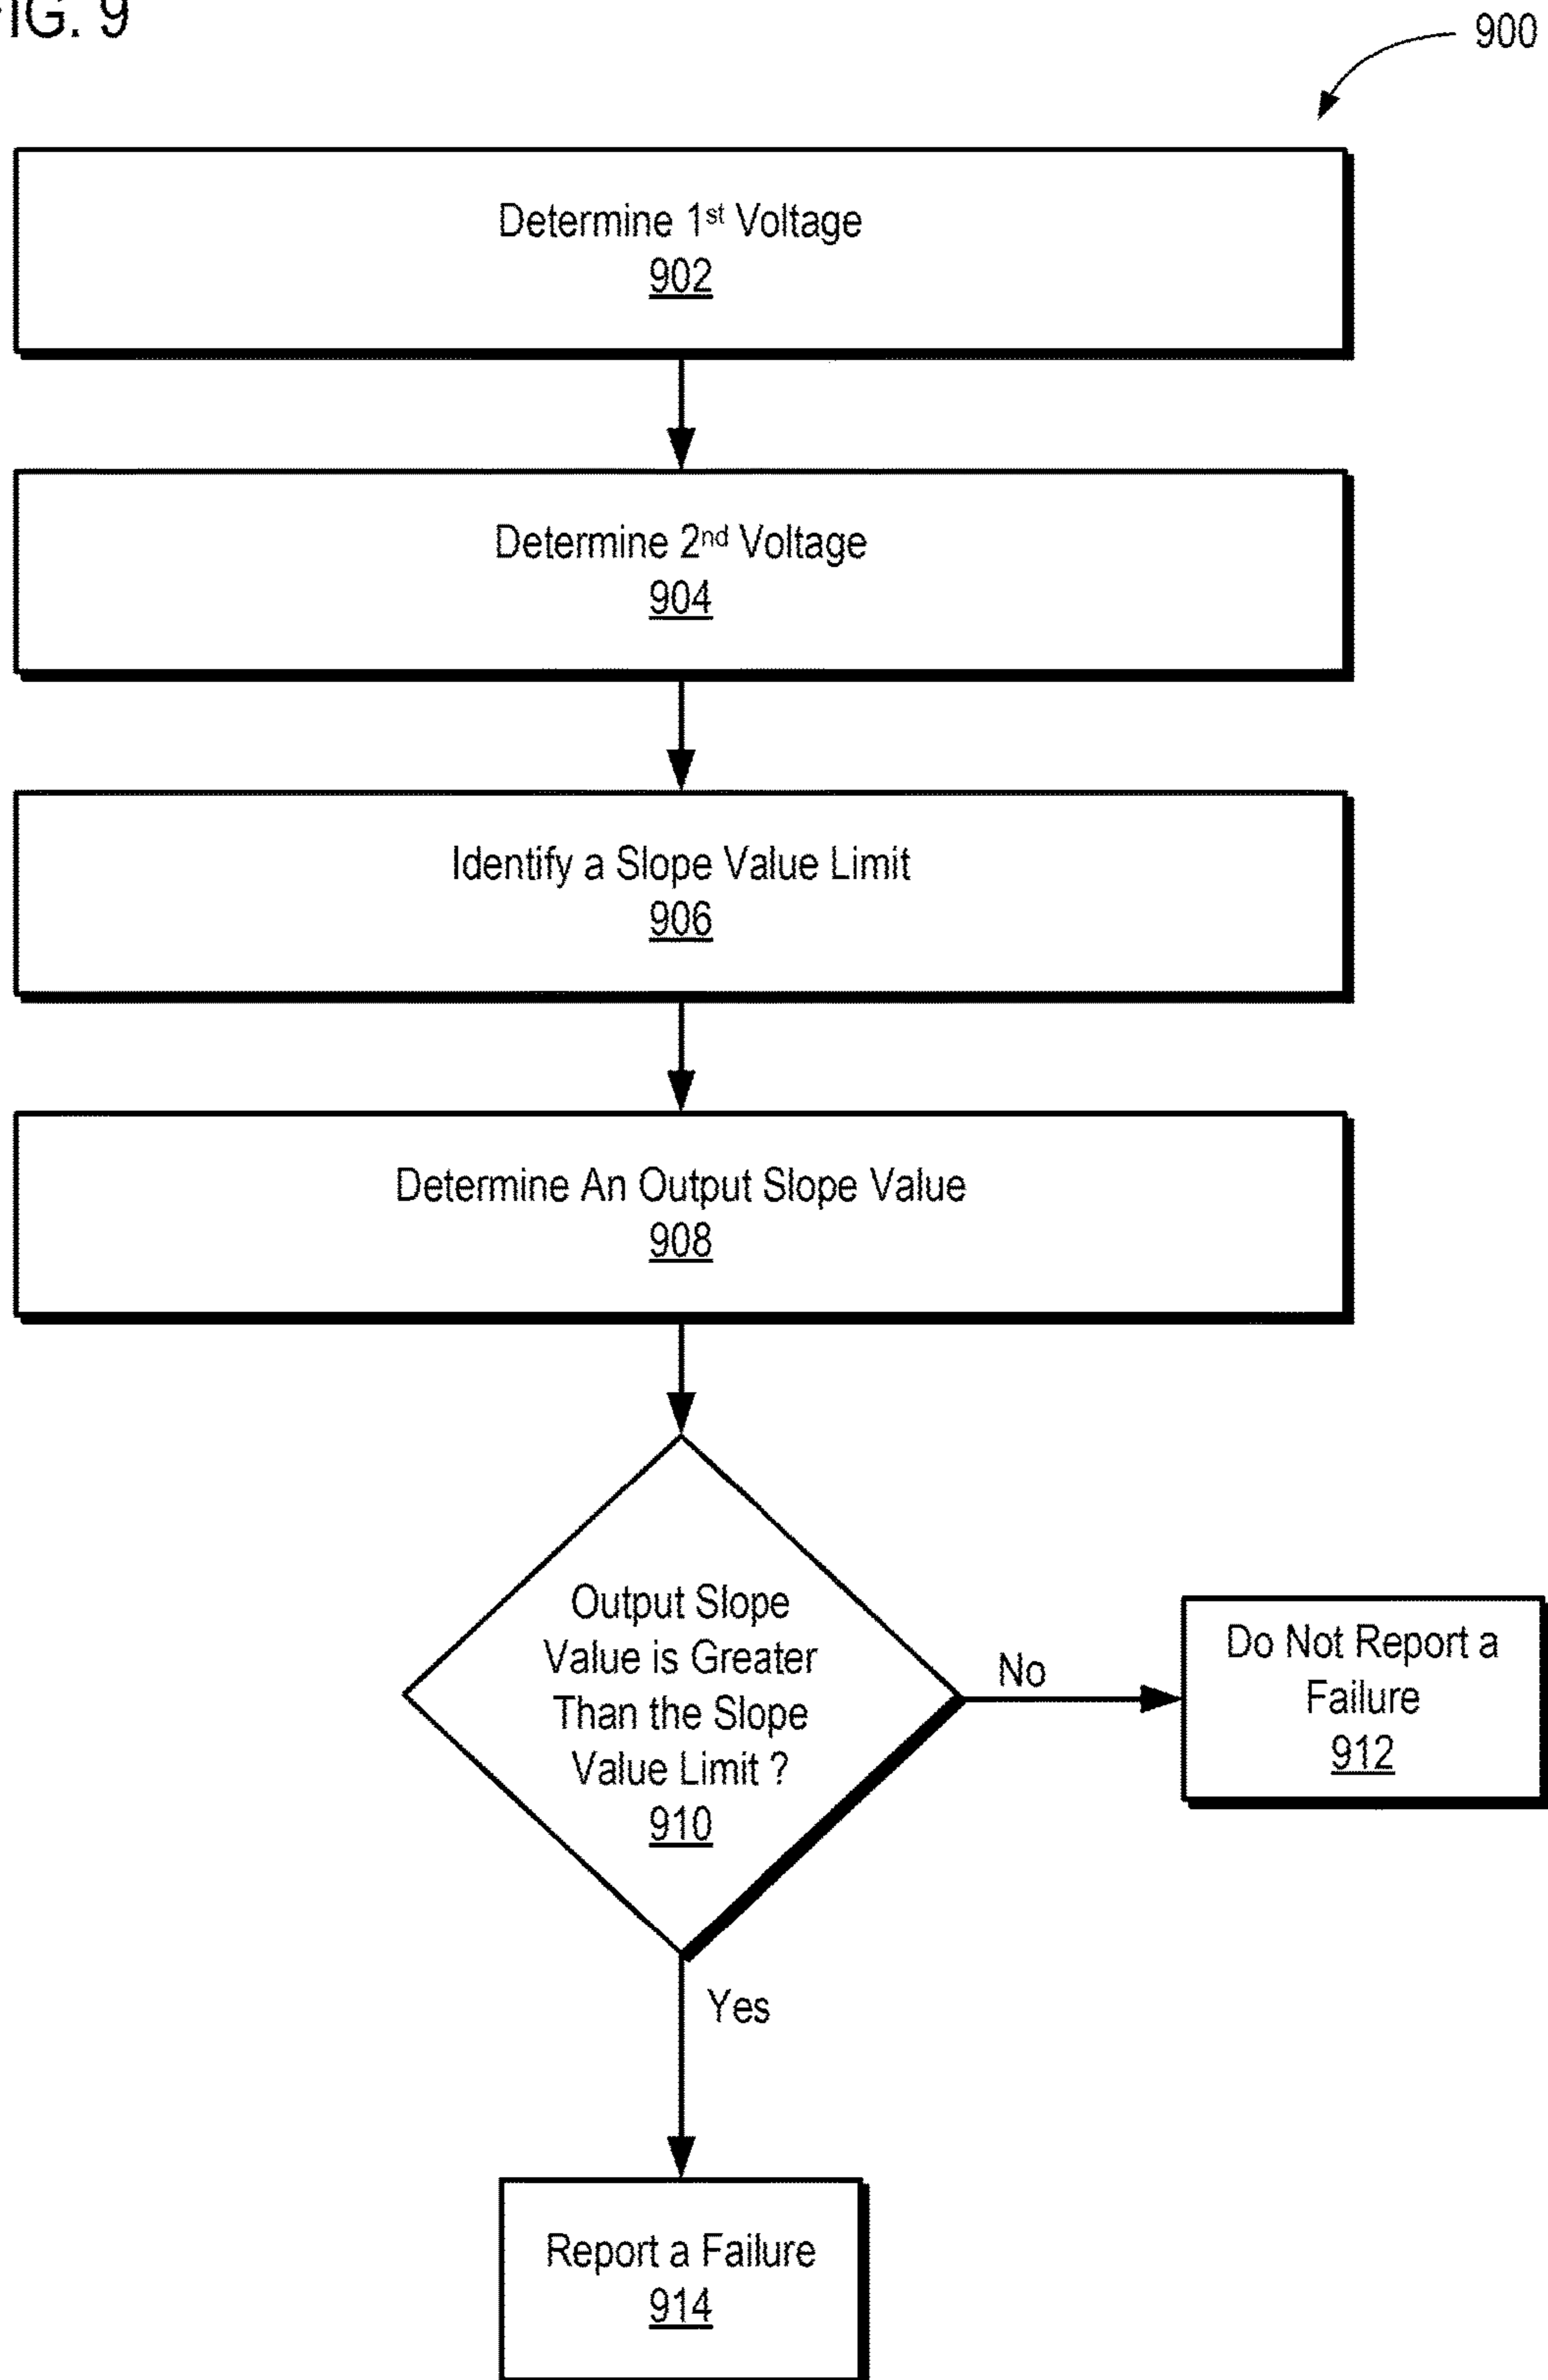 FIG. 9
900
Determine 1st Voltage
902
Determine 2nd Voltage
904
Identify a Slope Value Limit
906
Determine An Output Slope Value
908
Output Slope
Value is Greater
Than the Slope
Value Limit ?
910
No
Do Not Report a
Failure
912
Yes
Report a Failure
914